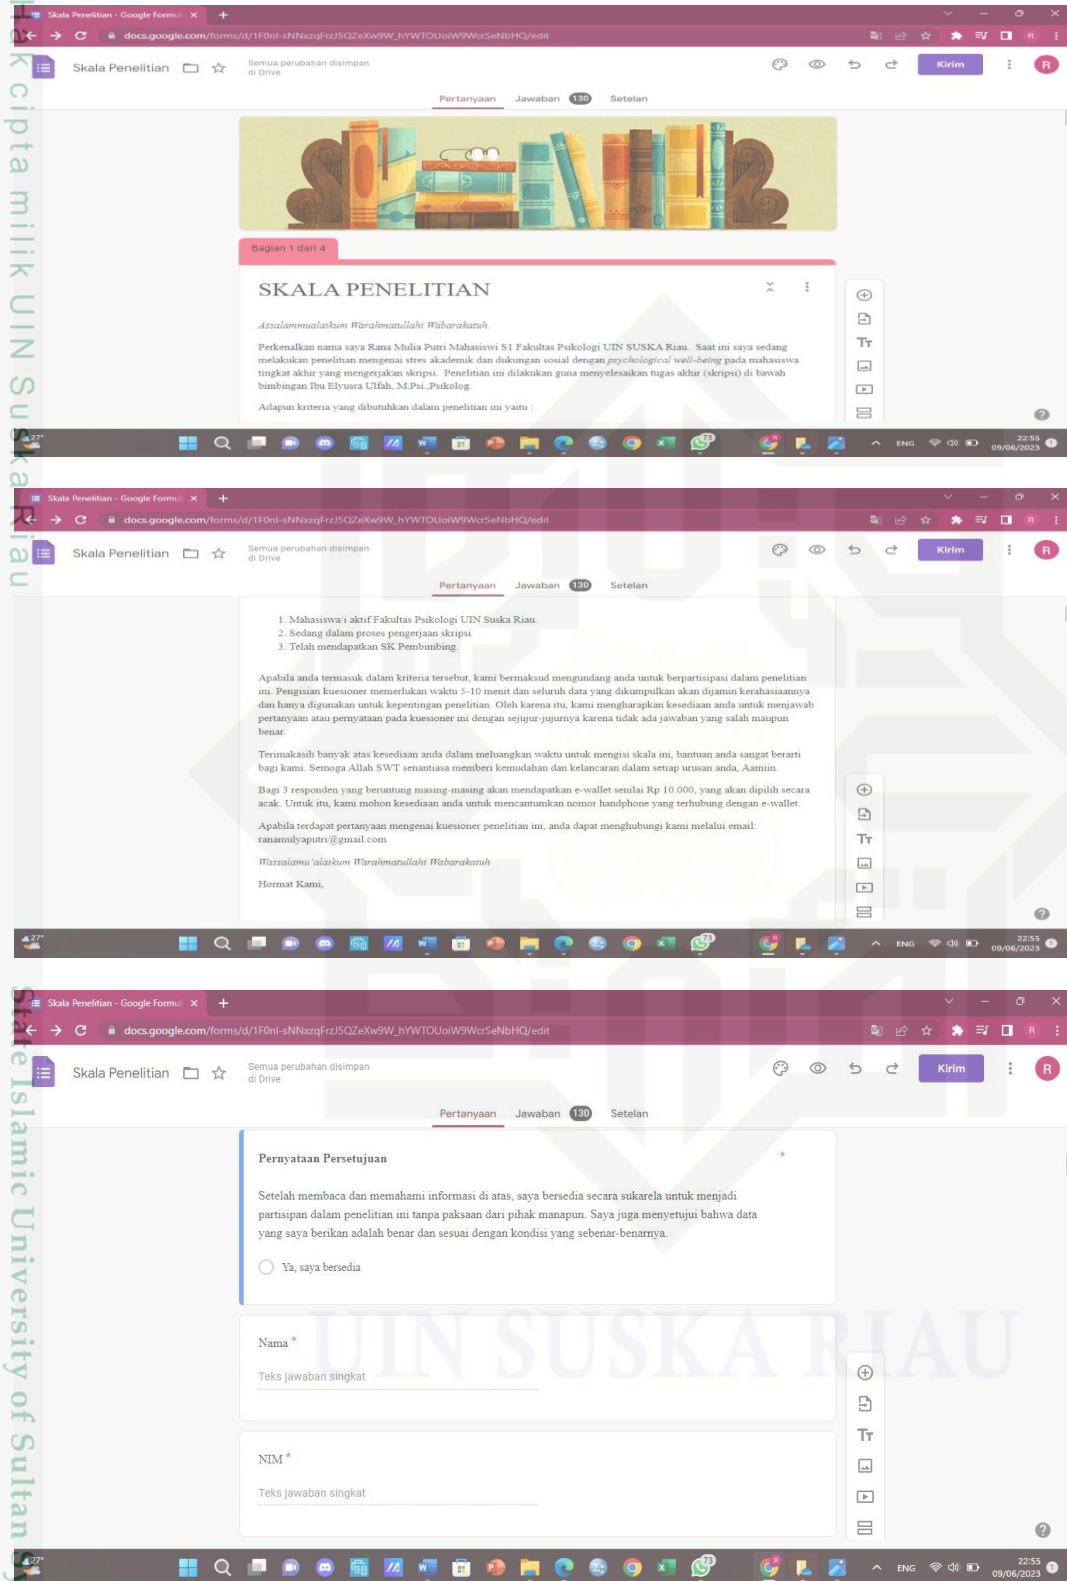 Hak cipta milik UIN Suska Riau
State Islamic University of Sultan S
Skala Penelitian - Google Formul
docs.google.com/forms/d/1F0nl-sNNxzqFrzJ5QZeXw9W_hYWTOUoiW9WcrSeNbHQ/edit
R
Skala Penelitian
Semua perubahan disimpan
di Drive
Kirim
R
Pertanyaan Jawaban 130 Setelan
Bagian 1 dari 4
SKALA PENELITIAN
Assalammualaikum Warahmatullahi Wabarakatuh.
Perkenalkan nama saya Rana Mulia Putri Mahasiswi S1 Fakultas Psikologi UIN SUSKA Riau. Saat ini saya sedang
melakukan penelitian mengenai stres akademik dan dukungan sosial dengan psychological well-being pada mahasiswa
tingkat akhir yang mengerjakan skripsi. Penelitian ini dilakukan guna menyelesaikan tugas akhir (skripsi) di bawah
bimbingan Ibu Elyusra Ulfah, M.Psi.,Psikolog.
Adapun kriteria yang dibutuhkan dalam penelitian ini yaitu :
Tт
27°
73
ENG
22:55
09/06/2023
Skala Penelitian - Google Formul
docs.google.com/forms/d/1F0nl-sNNxzqFrzJ5QZeXw9W_hYWTOUoiW9WcrSeNbHQ/edit
R
Skala Penelitian
Semua perubahan disimpan
di Drive
Kirim
R
Pertanyaan Jawaban 130 Setelan
1. Mahasiswa/i aktif Fakultas Psikologi UIN Suska Riau.
2. Sedang dalam proses pengerjaan skripsi
3. Telah mendapatkan SK Pembimbing.
Apabila anda termasuk dalam kriteria tersebut, kami bermaksud mengundang anda untuk berpartisipasi dalam penelitian
ini. Pengisian kuesioner memerlukan waktu 5-10 menit dan seluruh data yang dikumpulkan akan dijamin kerahasiaannya
dan hanya digunakan untuk kepentingan penelitian. Oleh karena itu, kami mengharapkan kesediaan anda untuk menjawab
pertanyaan atau pernyataan pada kuesioner ini dengan sejujur-jujurnya karena tidak ada jawaban yang salah maupun
benar.
Terimakasih banyak atas kesediaan anda dalam meluangkan waktu untuk mengisi skala ini, bantuan anda sangat berarti
bagi kami. Semoga Allah SWT senantiasa memberi kemudahan dan kelancaran dalam setiap urusan anda, Aamiin.
Bagi 3 responden yang beruntung masing-masing akan mendapatkan e-wallet senilai Rp 10.000, yang akan dipilih secara
acak. Untuk itu, kami mohon kesediaan anda untuk mencantumkan nomor handphone yang terhubung dengan e-wallet.
Apabila terdapat pertanyaan mengenai kuesioner penelitian ini, anda dapat menghubungi kami melalui email:
ranamulyaputri@gmail.com
Wassalamu'alaikum Warahmatullahi Wabarakatuh
Hormat Kami,
Tт
27°
73
ENG
22:55
09/06/2023
Skala Penelitian - Google Formul
docs.google.com/forms/d/1F0nl-sNNxzqFrzJ5QZeXw9W_hYWTOUoiW9WcrSeNbHQ/edit
R
Skala Penelitian
Semua perubahan disimpan
di Drive
Kirim
R
Pertanyaan Jawaban 130 Setelan
Pernyataan Persetujuan *
Setelah membaca dan memahami informasi di atas, saya bersedia secara sukarela untuk menjadi
partisipan dalam penelitian ini tanpa paksaan dari pihak manapun. Saya juga menyetujui bahwa data
yang saya berikan adalah benar dan sesuai dengan kondisi yang sebenar-benarnya.
Ya, saya bersedia
UIN SUSKA RIAU
Nama *
Teks jawaban singkat
NIM *
Teks jawaban singkat
Tт
27°
73
ENG
22:55
09/06/2023